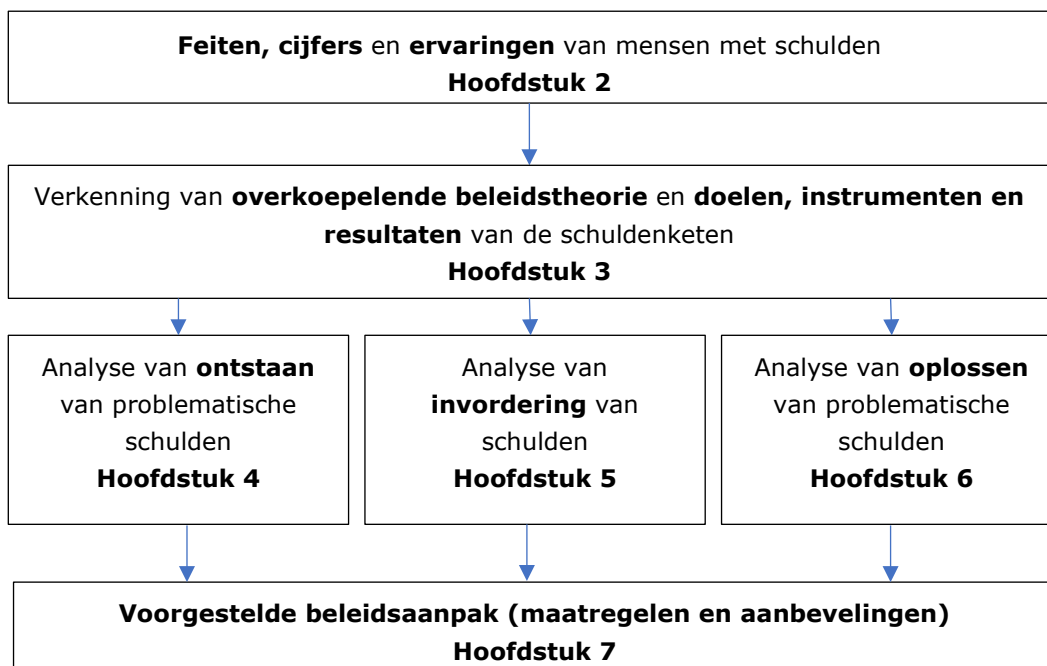 Feiten, cijfers en ervaringen van mensen met schulden
Hoofdstuk 2
Verkenning van overkoepelende beleidstheorie en doelen, instrumenten en
resultaten van de schuldenketen
Hoofdstuk 3
Analyse van ontstaan
van problematische
schulden
Hoofdstuk 4
Analyse van
invordering van
schulden
Hoofdstuk 5
Analyse van oplossen
van problematische
schulden
Hoofdstuk 6
Voorgestelde beleidsaanpak (maatregelen en aanbevelingen)
Hoofdstuk 7